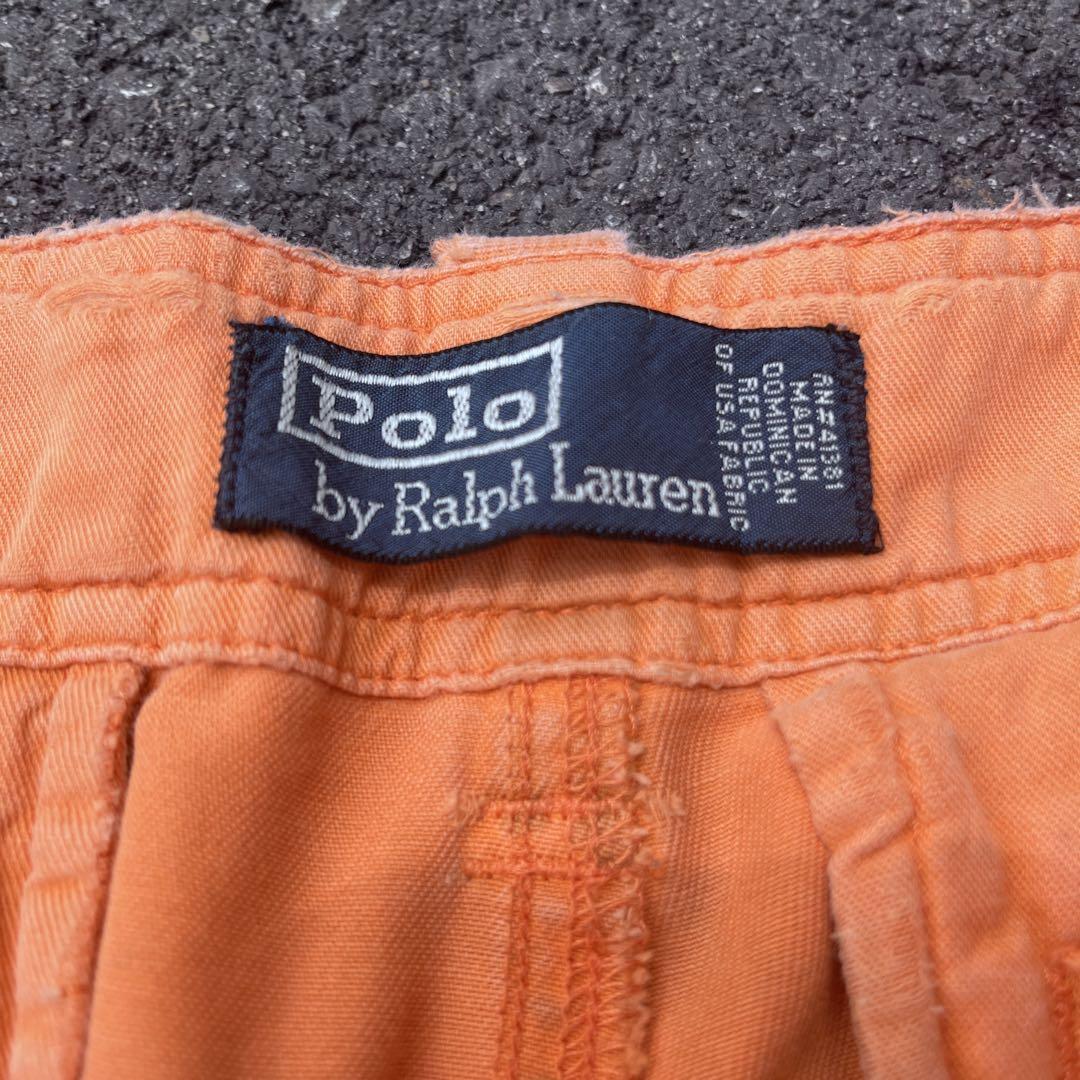 Polo
by Ralph Lauren
RN#41381
MADE IN
DOMINICAN
REPUBLIC
OF USA FABRIC